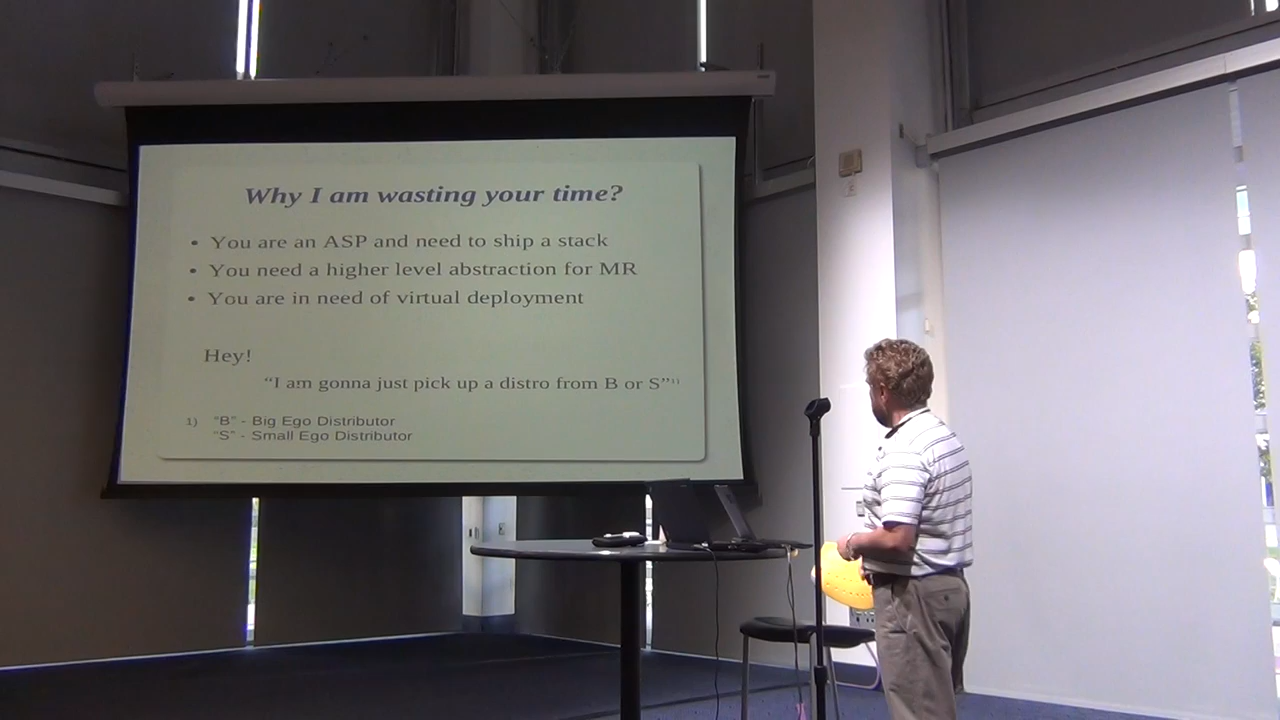 Why I am wasting your time?
• You are an ASP and need to ship a stack
• You need a higher level abstraction for MR
• You are in need of virtual deployment
Hey!
“I am gonna just pick up a distro from B or S”¹⁾
1) “B” - Big Ego Distributor
“S” - Small Ego Distributor